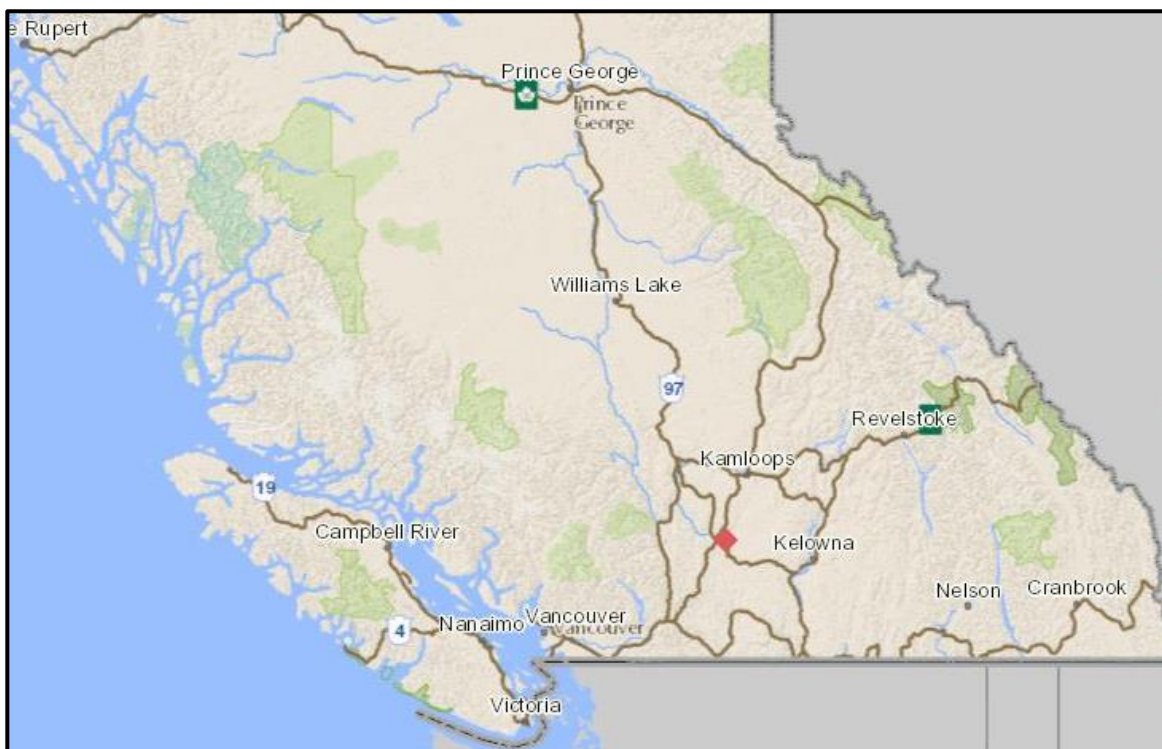 e Rupert
Prince George
Prince
George
Williams Lake
97
Revelstoke
Kamloops
19
Campbell River
Kelowna
Nelson
Cranbrook
4
Nanaimo
Vancouver
Vancouver
Victoria